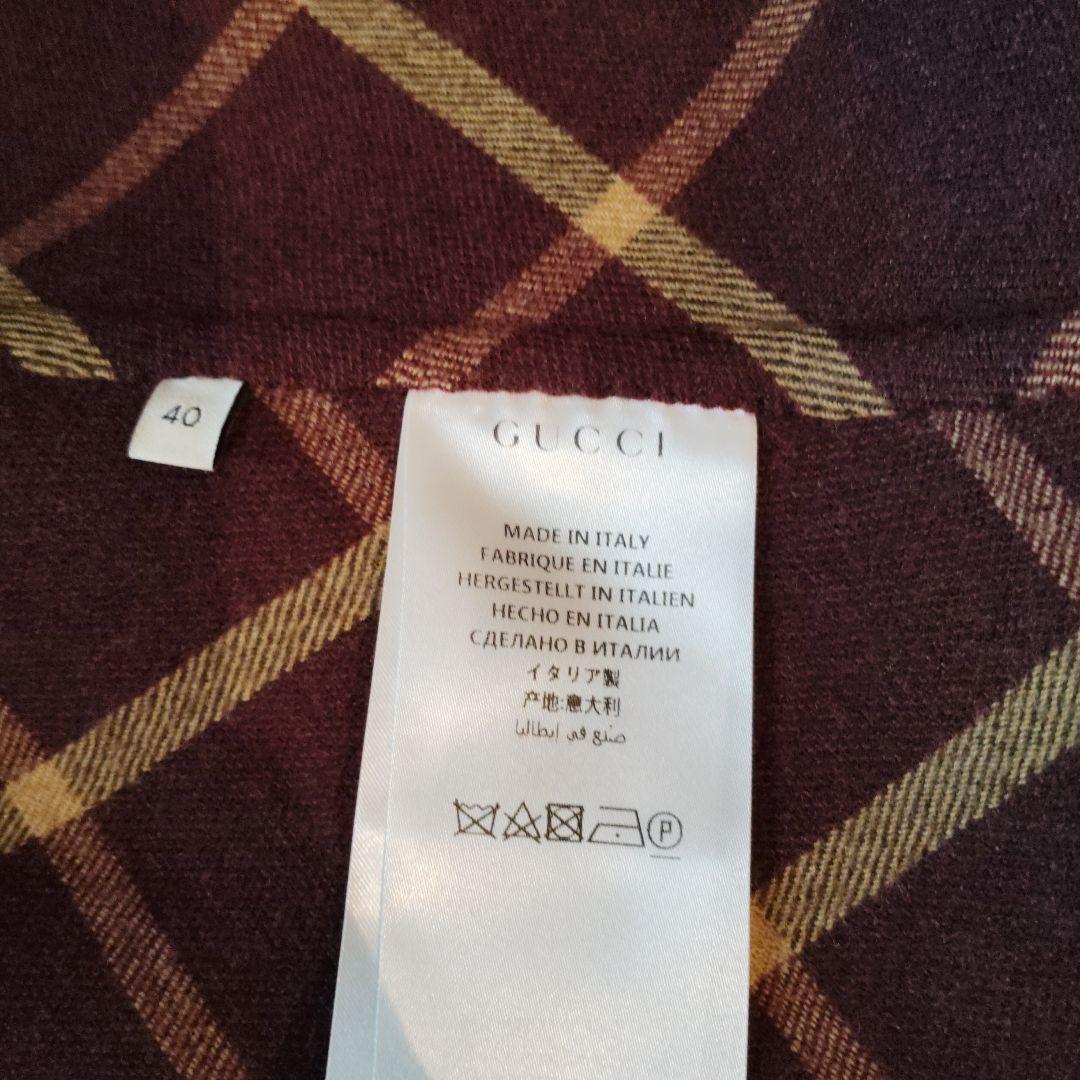 40
GUCCI
MADE IN ITALY
FABRIQUE EN ITALIE
HERGESTELLT IN ITALIEN
HECHO EN ITALIA
СДЕЛАНО В ИТАЛИИ
イタリア製
产地:意大利
صنع في إيطاليا
P